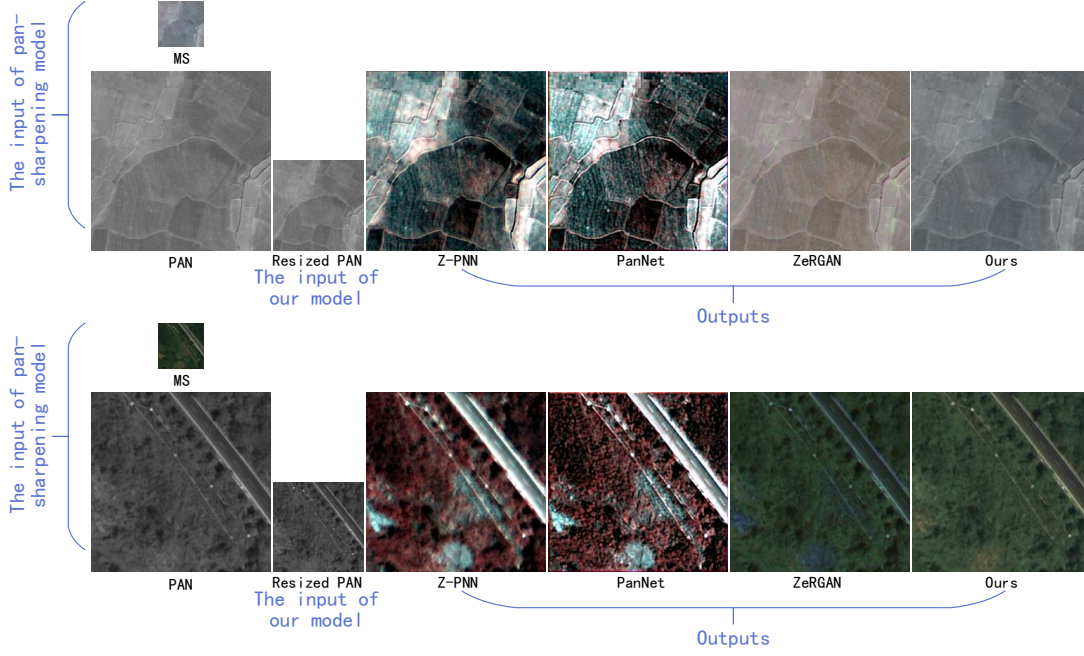 The input of pan-
sharpening model
MS
PAN
Resized PAN
The input of
our model
Z-PNN
PanNet
ZeRGAN
Ours
Outputs
The input of pan-
sharpening model
MS
PAN
Resized PAN
The input of
our model
Z-PNN
PanNet
ZeRGAN
Ours
Outputs